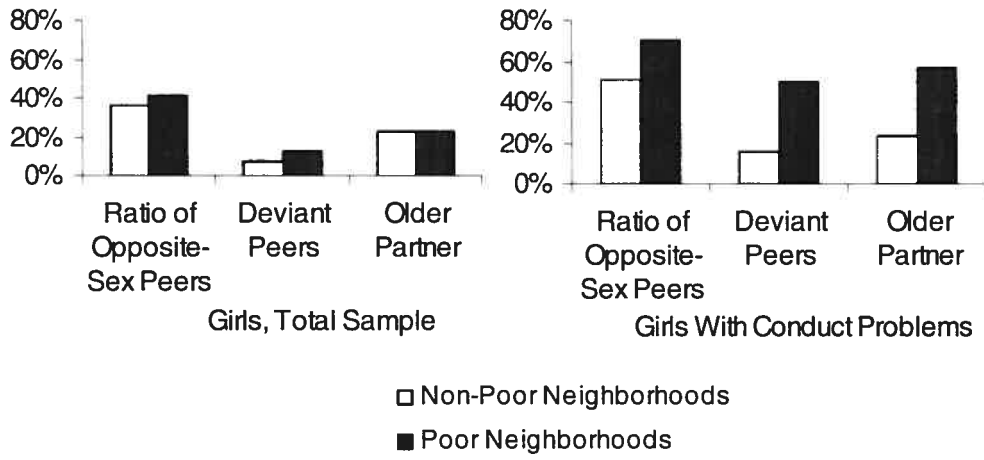 80%
60%
40%
20%
0%
Ratio of
Opposite-
Sex Peers
Deviant
Peers
Older
Partner
Girls, Total Sample
80%
60%
40%
20%
0%
Ratio of
Opposite-
Sex Peers
Deviant
Peers
Older
Partner
Girls With Conduct Problems
Non-Poor Neighborhoods
Poor Neighborhoods